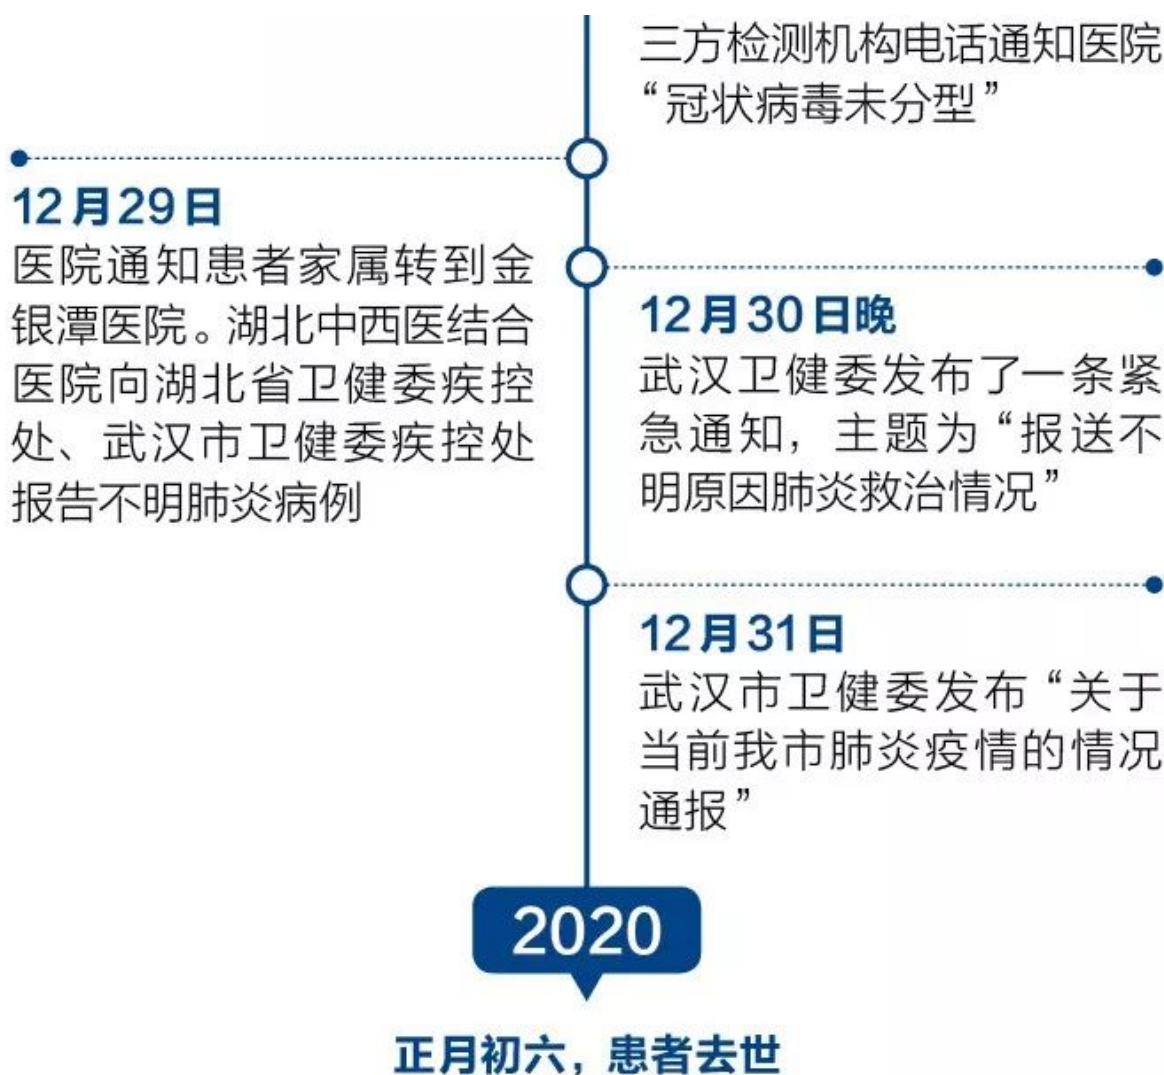 三方检测机构电话通知医院
“冠状病毒未分型”
12月29日
医院通知患者家属转到金
银潭医院。湖北中西医结合
医院向湖北省卫健委疾控
处、武汉市卫健委疾控处
报告不明肺炎病例
12月30日晚
武汉卫健委发布了一条紧
急通知，主题为“报送不
明原因肺炎救治情况”
12月31日
武汉市卫健委发布“关于
当前我市肺炎疫情的情况
通报”
2020
正月初六，患者去世